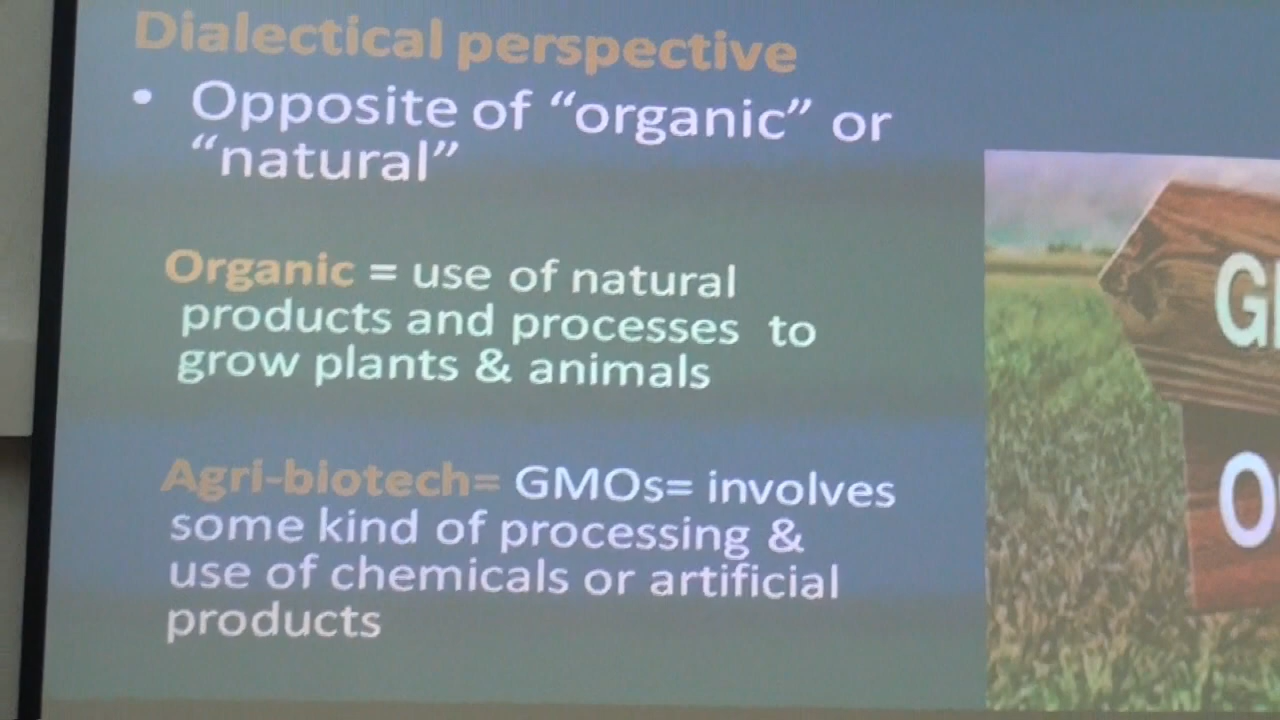 Dialectical perspective
• Opposite of “organic” or
“natural”
Organic = use of natural
products and processes to
grow plants & animals
Agri-biotech= GMOs= involves
some kind of processing &
use of chemicals or artificial
products